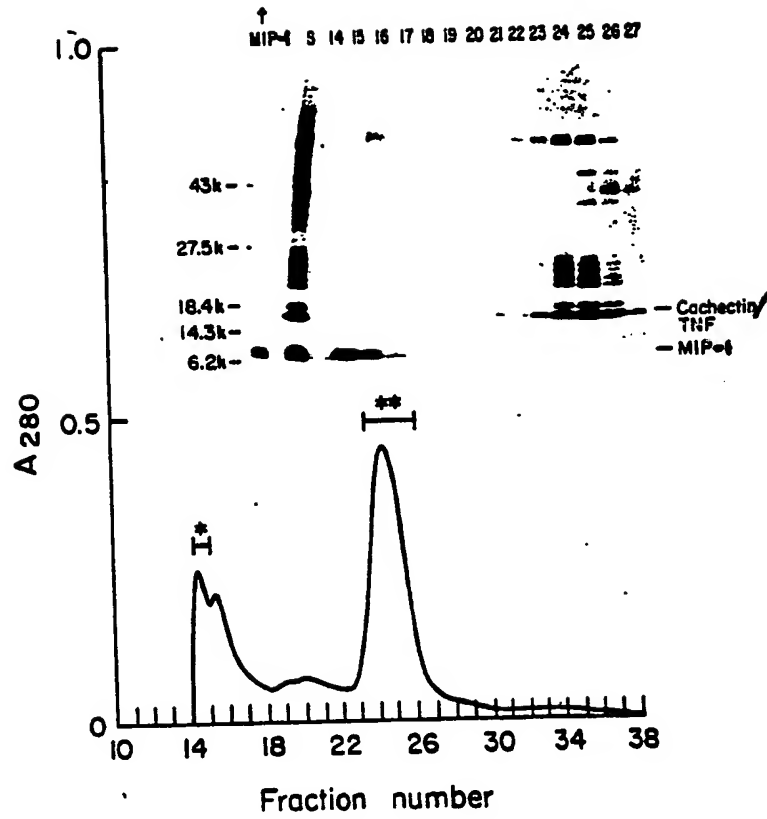 1.0
MIP-1 S 14 15 16 17 18 19 20 21 22 23 24 25 26 27
43k
27.5k
18.4k
14.3k
6.2k
Cachectin/
TNF
MIP-1
**
0.5
A280
*
0
10 14 18 22 26 30 34 38
Fraction number